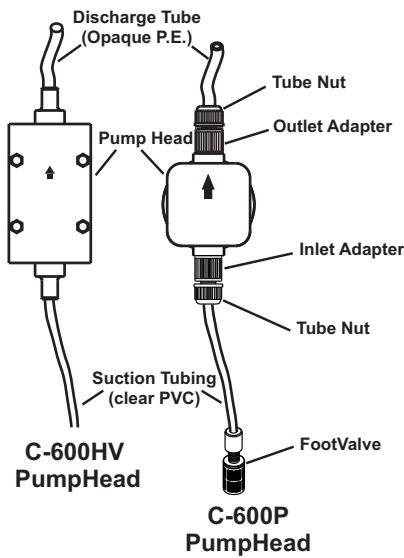 Discharge Tube
(Opaque P.E.)
Tube Nut
Outlet Adapter
Pump Head
Inlet Adapter
Tube Nut
Suction Tubing
(clear PVC)
FootValve
C-600HV
PumpHead
C-600P
PumpHead